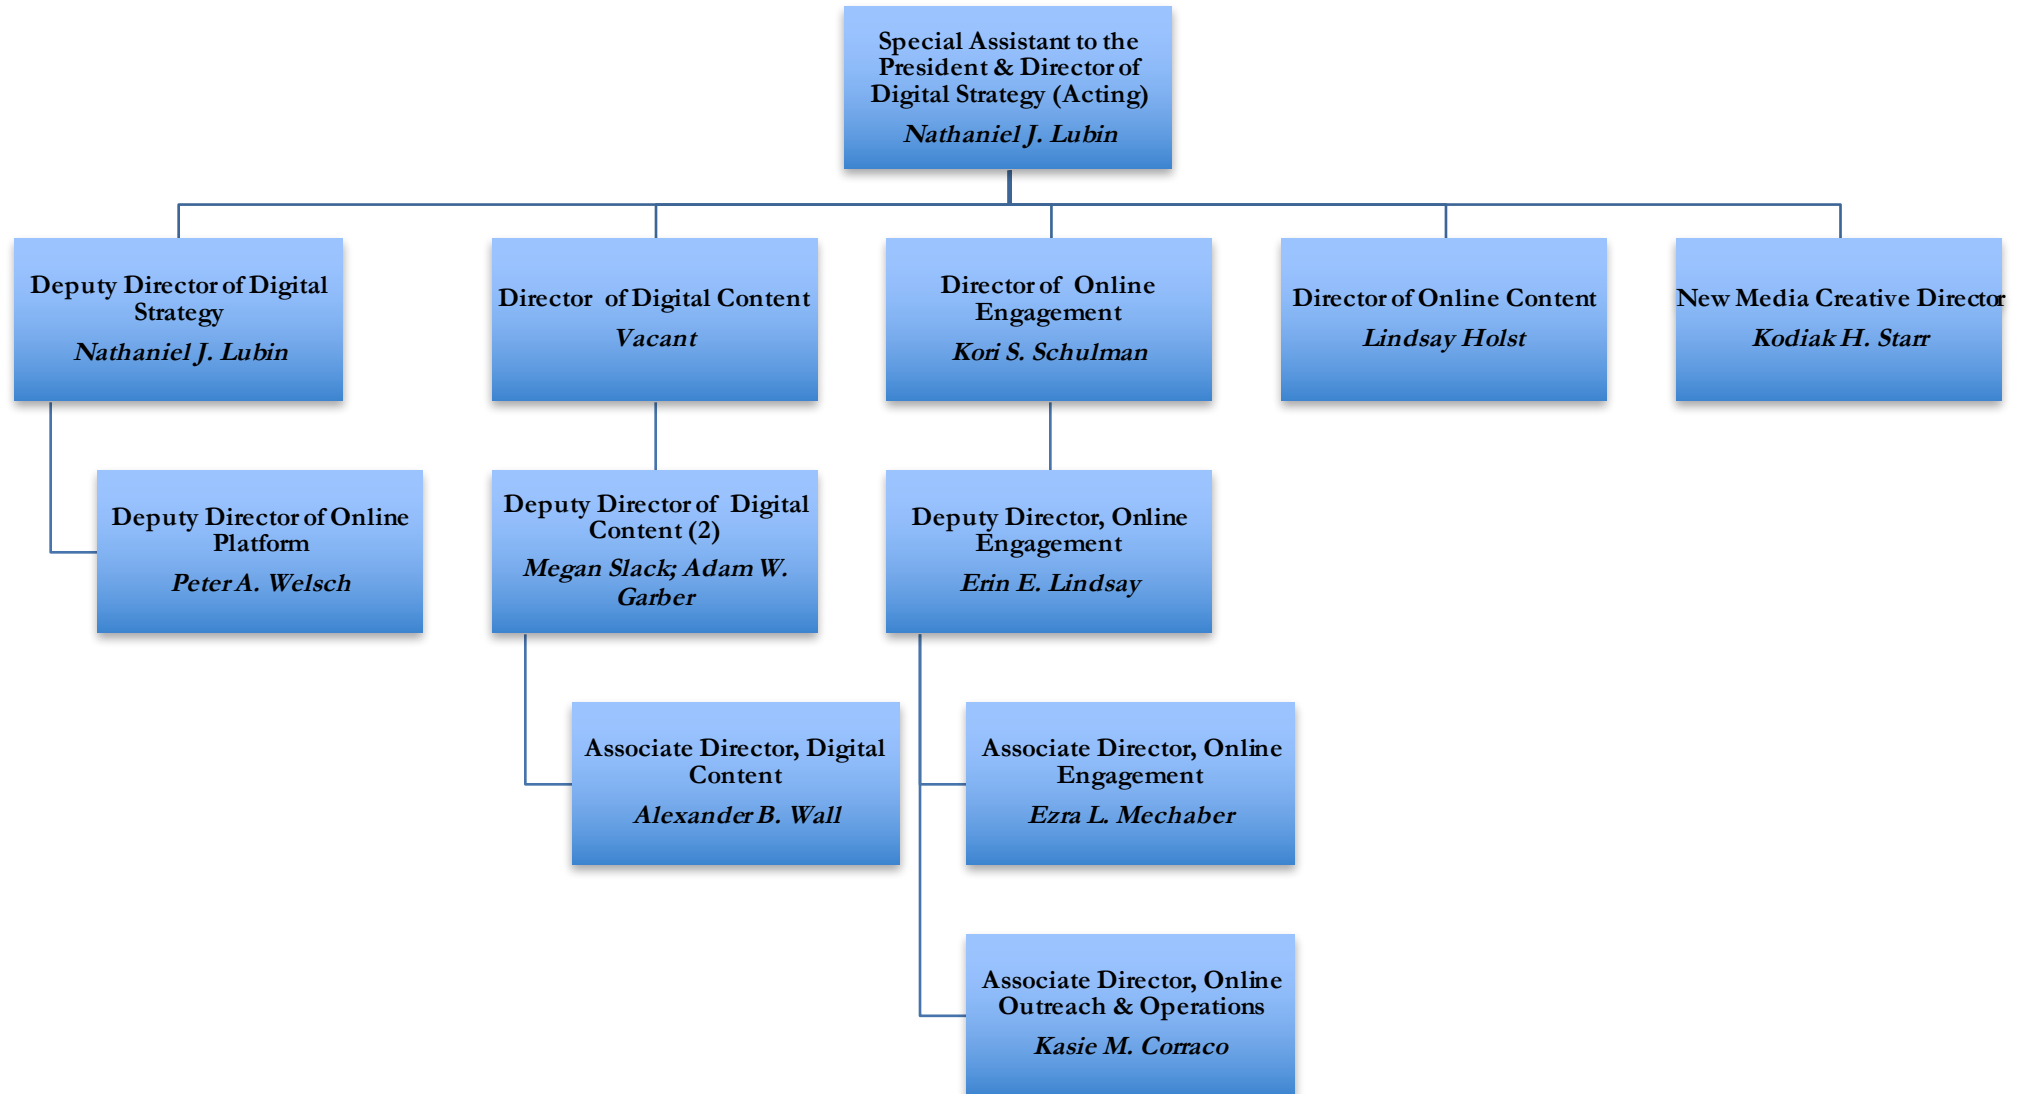 Special Assistant to the
President & Director of
Digital Strategy (Acting)
Nathaniel J. Lubin
Deputy Director of Digital
Strategy
Nathaniel J. Lubin
Director of Digital Content
Vacant
Director of Online
Engagement
Kori S. Schulman
Director of Online Content
Lindsay Holst
New Media Creative Director
Kodiak H. Starr
Deputy Director of Online
Platform
Peter A. Welsch
Deputy Director of Digital
Content (2)
Megan Slack; Adam W.
Garber
Deputy Director, Online
Engagement
Erin E. Lindsay
Associate Director, Digital
Content
Alexander B. Wall
Associate Director, Online
Engagement
Ezra L. Mechaber
Associate Director, Online
Outreach & Operations
Kasie M. Corraco